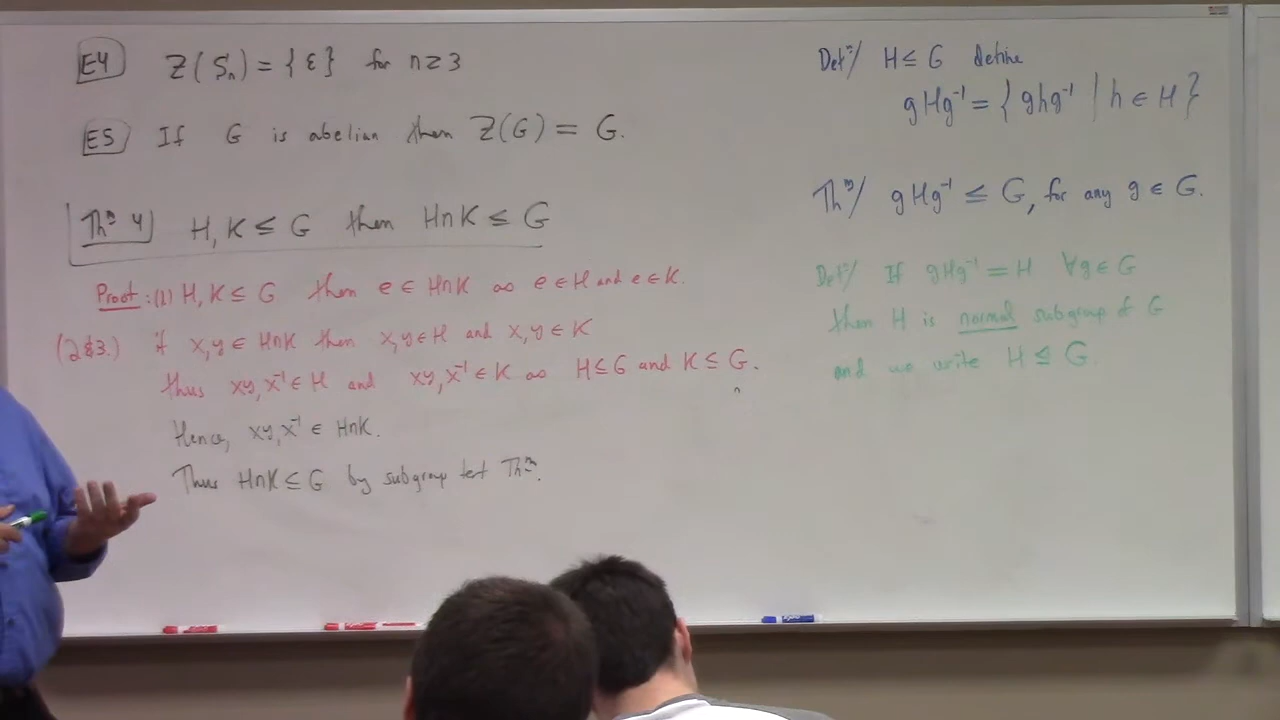 E4 Z(Sₙ) = { ε } for n ≥ 3
E5 If G is abelian then Z(G) = G.
Thᵐ 4 H, K ≤ G then H∩K ≤ G
Proof: (1) H, K ≤ G then e ∈ H∩K as e ∈ H and e ∈ K.
(2&3.) if x, y ∈ H∩K then x, y ∈ H and x, y ∈ K
thus xy, x⁻¹ ∈ H and xy, x⁻¹ ∈ K as H ≤ G and K ≤ G.
Hence, xy, x⁻¹ ∈ H∩K.
Thus H∩K ≤ G by subgroup test Thᵐ.
Defⁿ/ H ≤ G define
gHg⁻¹ = { ghg⁻¹ | h ∈ H }
Thᵐ/ gHg⁻¹ ≤ G, for any g ∈ G.
Defⁿ/ If gHg⁻¹ = H ∀g ∈ G
then H is normal subgroup of G
and we write H ⊴ G.